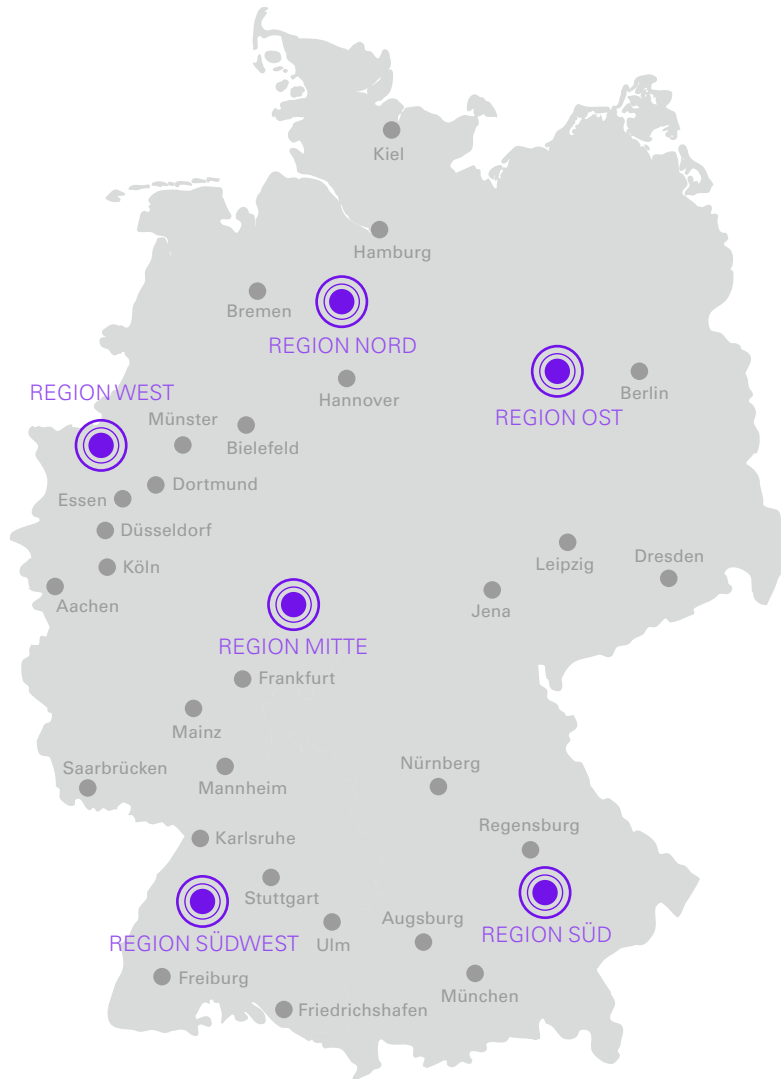 Kiel
Hamburg
Bremen
REGION NORD
Hannover
Berlin
REGION WEST
REGION OST
Münster
Bielefeld
Dortmund
Essen
Düsseldorf
Köln
Aachen
Leipzig
Dresden
Jena
REGION MITTE
Frankfurt
Mainz
Saarbrücken
Mannheim
Nürnberg
Regensburg
Karlsruhe
Stuttgart
Augsburg
REGION SÜDWEST
Ulm
REGION SÜD
Freiburg
München
Friedrichshafen